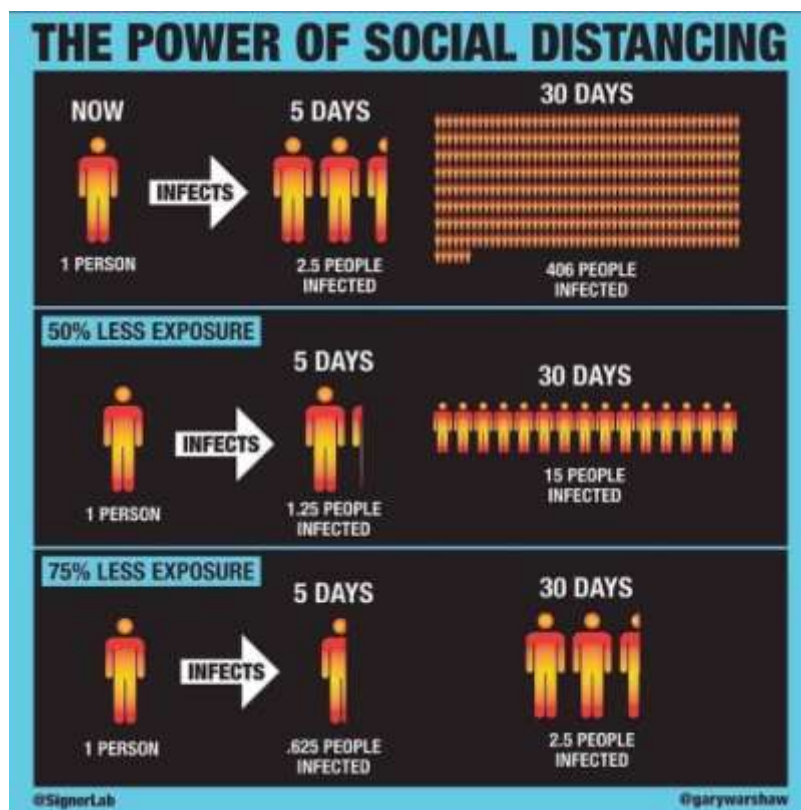 THE POWER OF SOCIAL DISTANCING
NOW
5 DAYS
30 DAYS
INFECTS
1 PERSON
2.5 PEOPLE
INFECTED
406 PEOPLE
INFECTED
50% LESS EXPOSURE
5 DAYS
30 DAYS
INFECTS
1 PERSON
1.25 PEOPLE
INFECTED
15 PEOPLE
INFECTED
75% LESS EXPOSURE
5 DAYS
30 DAYS
INFECTS
1 PERSON
.625 PEOPLE
INFECTED
2.5 PEOPLE
INFECTED
@SignerLab
@garywarshaw